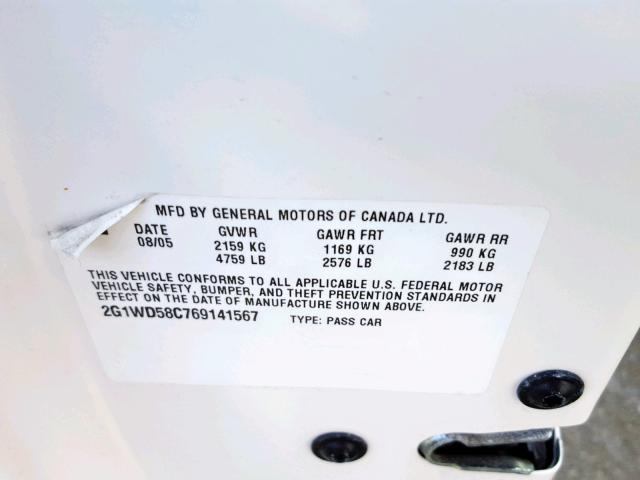 MFD BY GENERAL MOTORS OF CANADA LTD.
DATE GVWR GAWR FRT GAWR RR
08/05 2159 KG 1169 KG 990 KG
4759 LB 2576 LB 2183 LB
THIS VEHICLE CONFORMS TO ALL APPLICABLE U.S. FEDERAL MOTOR
VEHICLE SAFETY, BUMPER, AND THEFT PREVENTION STANDARDS IN
EFFECT ON THE DATE OF MANUFACTURE SHOWN ABOVE.
2G1WD58C769141567 TYPE: PASS CAR